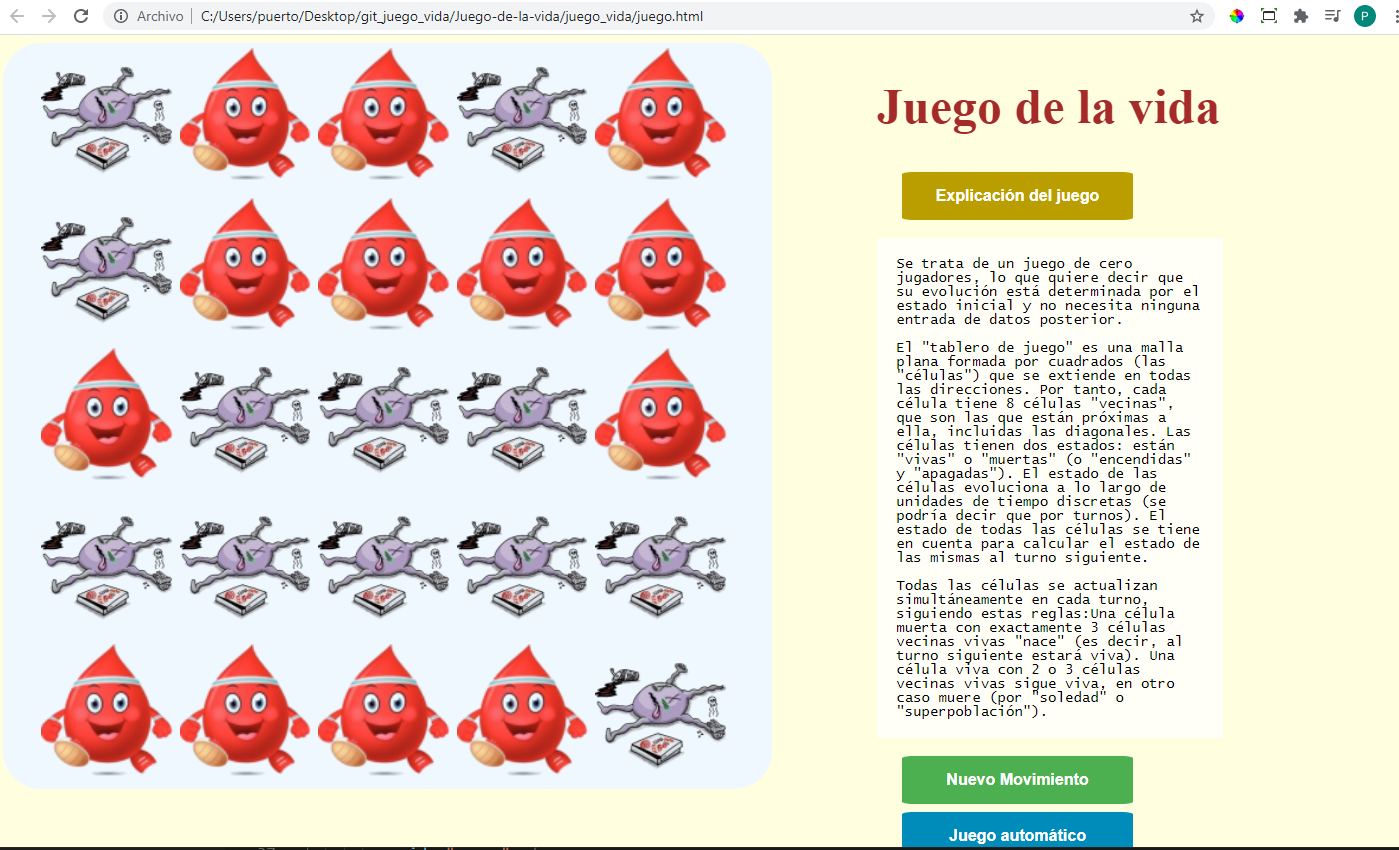 Archivo
C:/Users/puerto/Desktop/git_juego_vida/Juego-de-la-vida/juego_vida/juego.html
P
Juego de la vida
Explicación del juego
Se trata de un juego de cero
jugadores, lo que quiere decir que
su evolución está determinada por el
estado inicial y no necesita ninguna
entrada de datos posterior.
El "tablero de juego" es una malla
plana formada por cuadrados (las
"células") que se extiende en todas
las direcciones. Por tanto, cada
célula tiene 8 células "vecinas",
que son las que están próximas a
ella, incluidas las diagonales. Las
células tienen dos estados: están
"vivas" o "muertas" (o "encendidas"
y "apagadas"). El estado de las
células evoluciona a lo largo de
unidades de tiempo discretas (se
podría decir que por turnos). El
estado de todas las células se tiene
en cuenta para calcular el estado de
las mismas al turno siguiente.
Todas las células se actualizan
simultáneamente en cada turno,
siguiendo estas reglas:Una célula
muerta con exactamente 3 células
vecinas vivas "nace" (es decir, al
turno siguiente estará viva). Una
célula viva con 2 o 3 células
vecinas vivas sigue viva, en otro
caso muere (por "soledad" o
"superpoblación").
Nuevo Movimiento
Juego automático